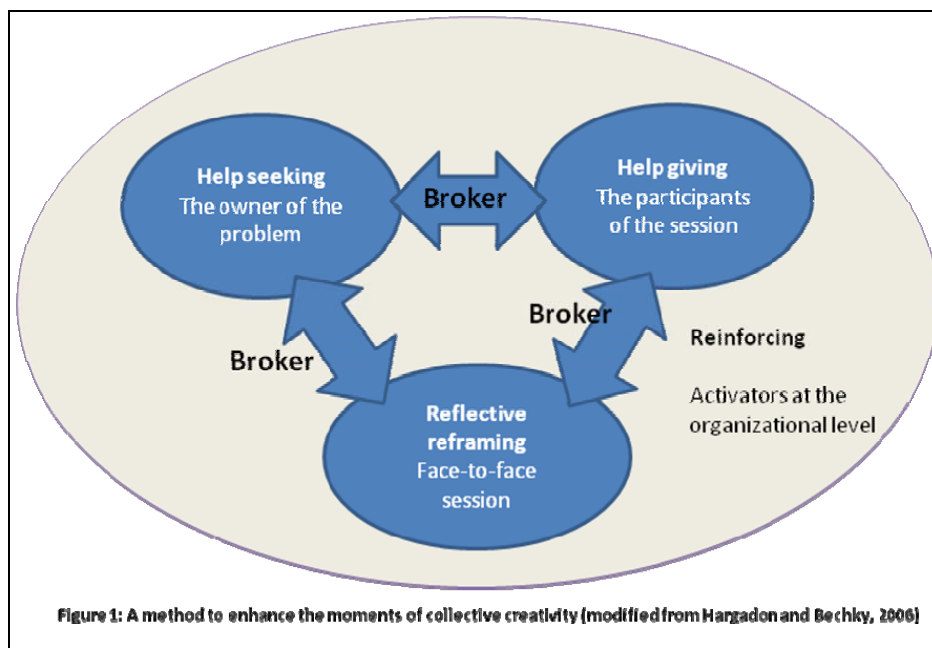 Help seeking
The owner of the
problem
Broker
Help giving
The participants
of the session
Broker
Broker
Reinforcing
Activators at the
organizational level
Reflective
reframing
Face-to-face
session
Figure 1: A method to enhance the moments of collective creativity (modified from Hargadon and Bechky, 2006)